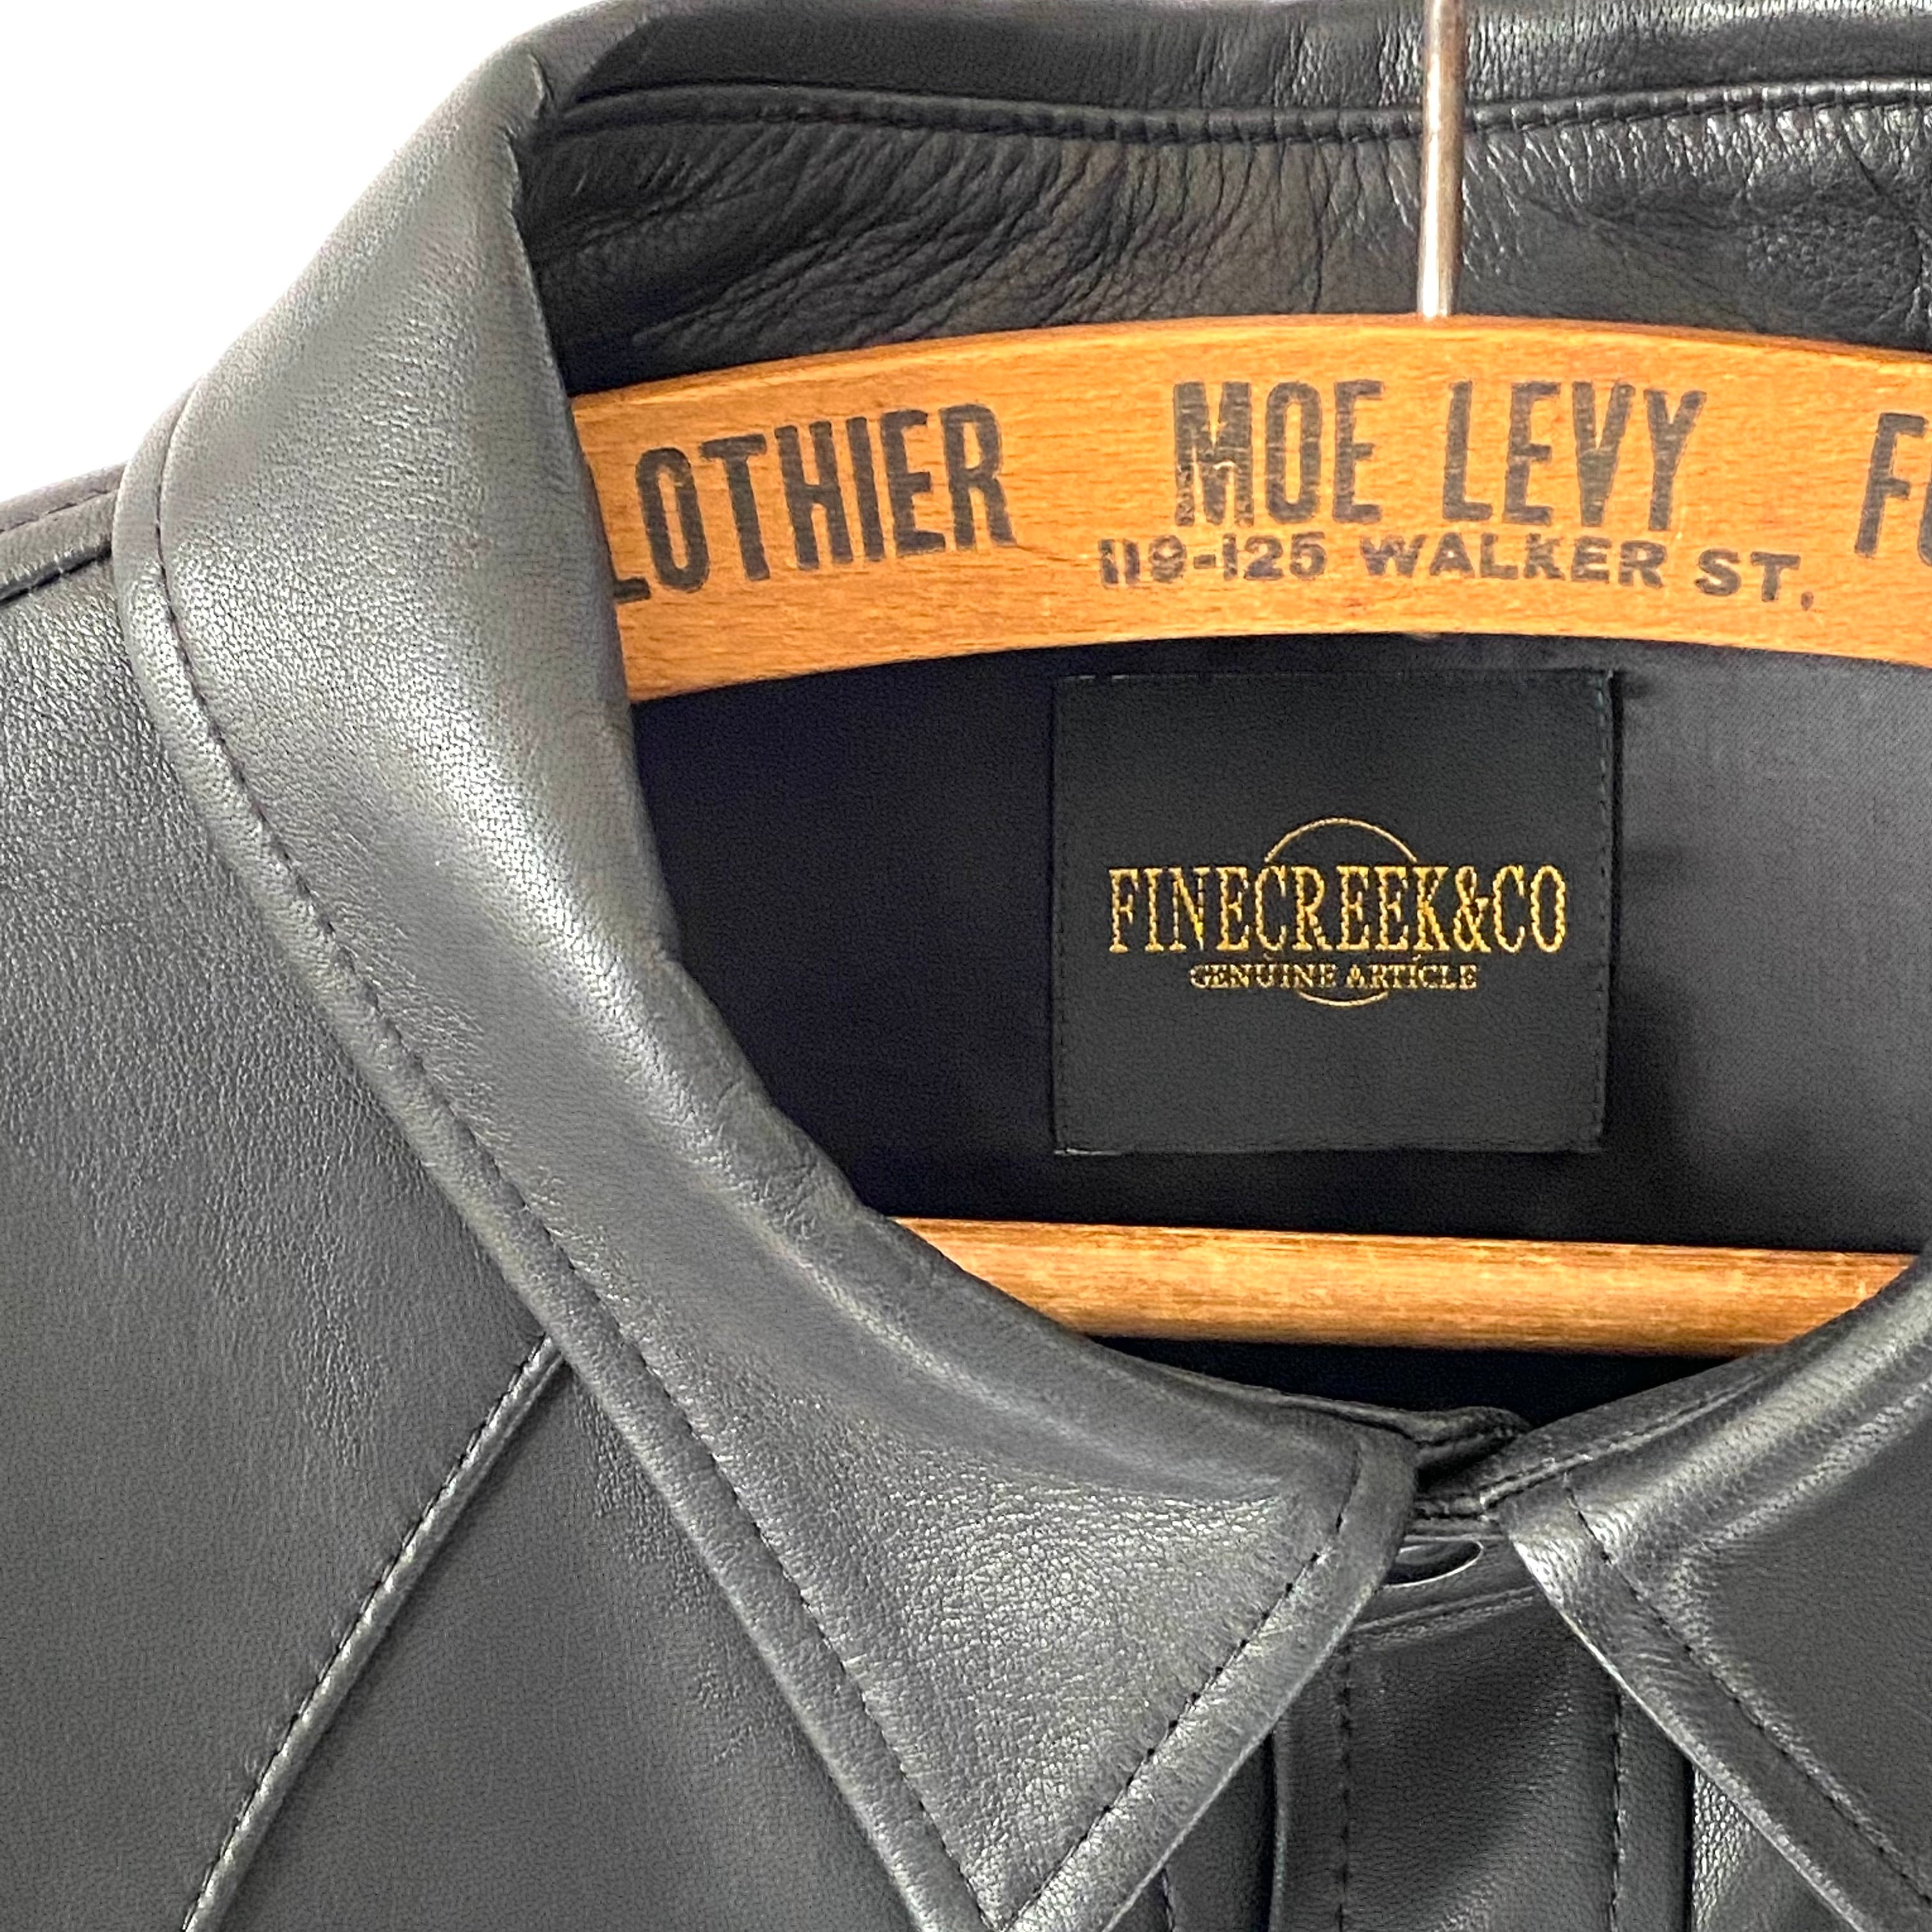 LOTHIER MOE LEVY
119-125 WALKER ST.
FINECREEK&CO
GENUINE ARTICLE